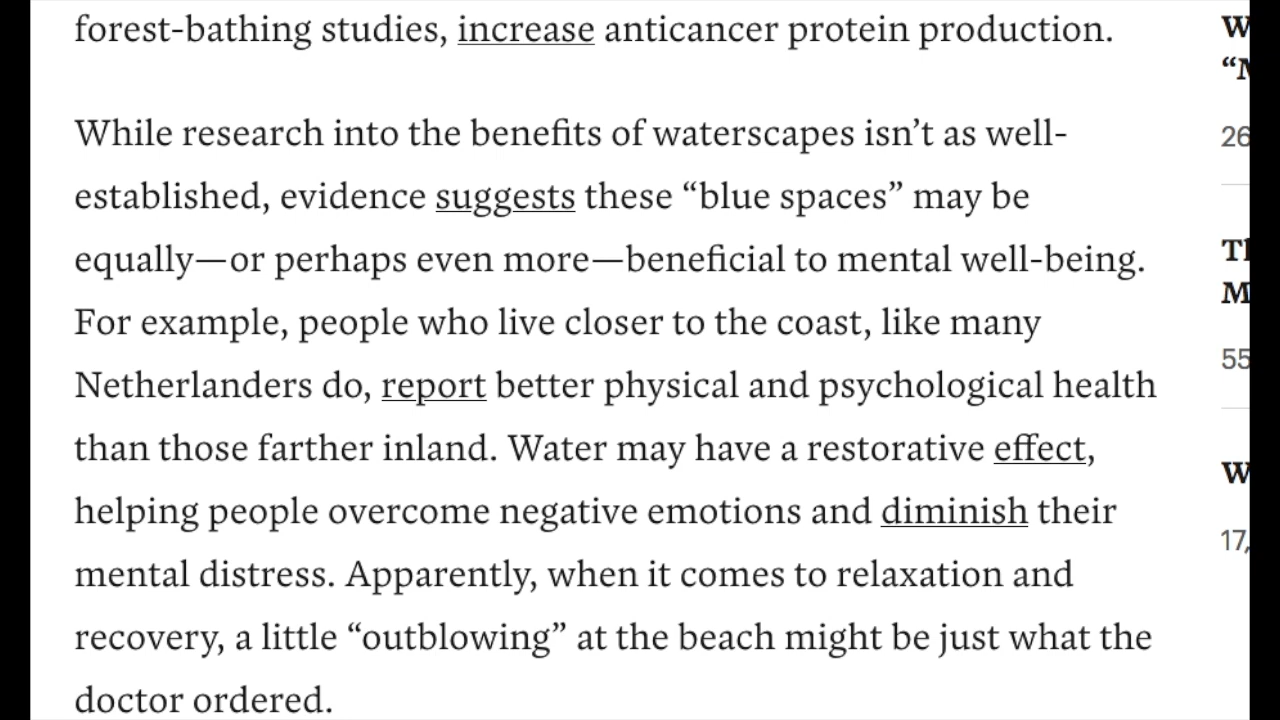 forest-bathing studies, increase anticancer protein production.
While research into the benefits of waterscapes isn’t as well-
established, evidence suggests these “blue spaces” may be
equally—or perhaps even more—beneficial to mental well-being.
For example, people who live closer to the coast, like many
Netherlanders do, report better physical and psychological health
than those farther inland. Water may have a restorative effect,
helping people overcome negative emotions and diminish their
mental distress. Apparently, when it comes to relaxation and
recovery, a little “outblowing” at the beach might be just what the
doctor ordered.
26
55
17,